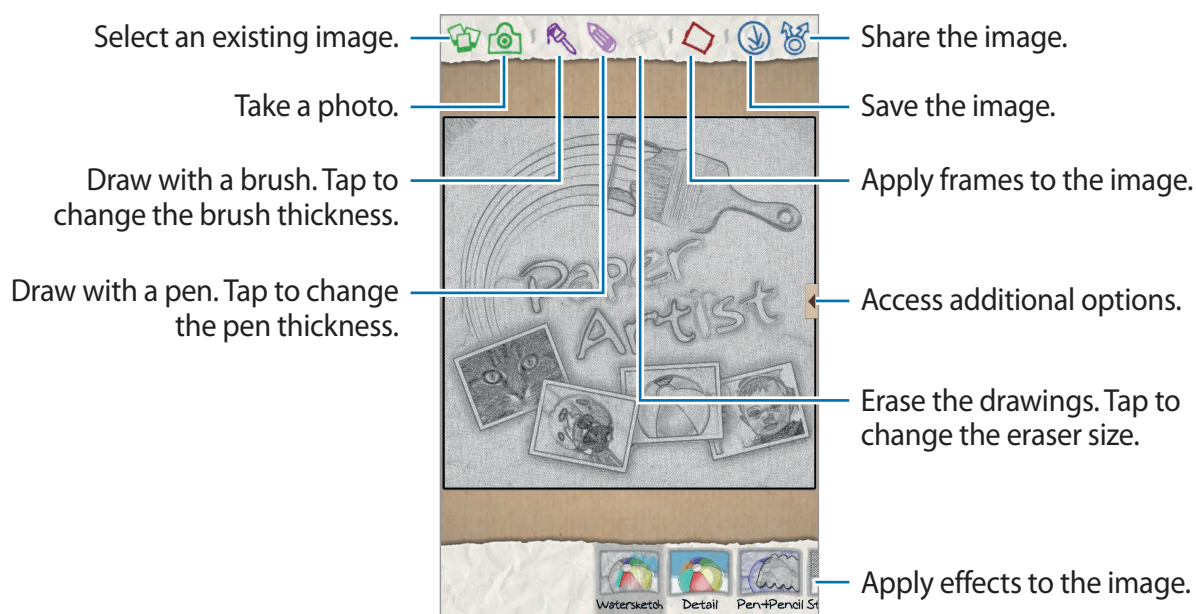 Select an existing image.
Take a photo.
Draw with a brush. Tap to
change the brush thickness.
Draw with a pen. Tap to change
the pen thickness.
Share the image.
Save the image.
Apply frames to the image.
Access additional options.
Erase the drawings. Tap to
change the eraser size.
Apply effects to the image.
Paper
Artist
Watersketch
Detail
Pen+Pencil
St